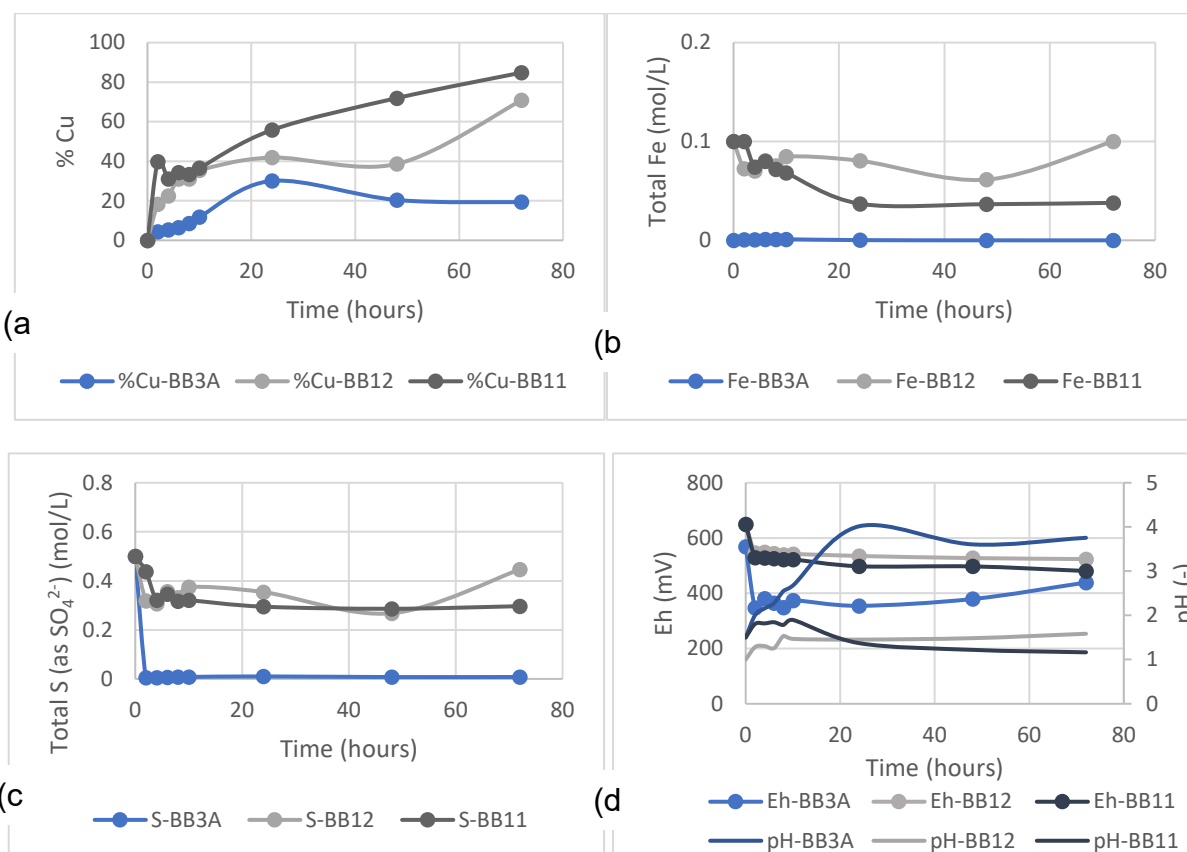 100
80
60
40
20
0
% Cu
0 20 40 60 80
Time (hours)
(a
%Cu-BB3A %Cu-BB12 %Cu-BB11
0.2
0.1
0
Total Fe (mol/L)
0 20 40 60 80
Time (hours)
(b
Fe-BB3A Fe-BB12 Fe-BB11
0.8
0.6
0.4
0.2
0
Total S (as SO₄²⁻) (mol/L)
0 20 40 60 80
Time (hours)
(c
S-BB3A S-BB12 S-BB11
800
600
400
200
0
Eh (mV)
5
4
3
2
1
0
pH (-)
0 20 40 60 80
Time (hours)
(d
Eh-BB3A Eh-BB12 Eh-BB11
pH-BB3A pH-BB12 pH-BB11